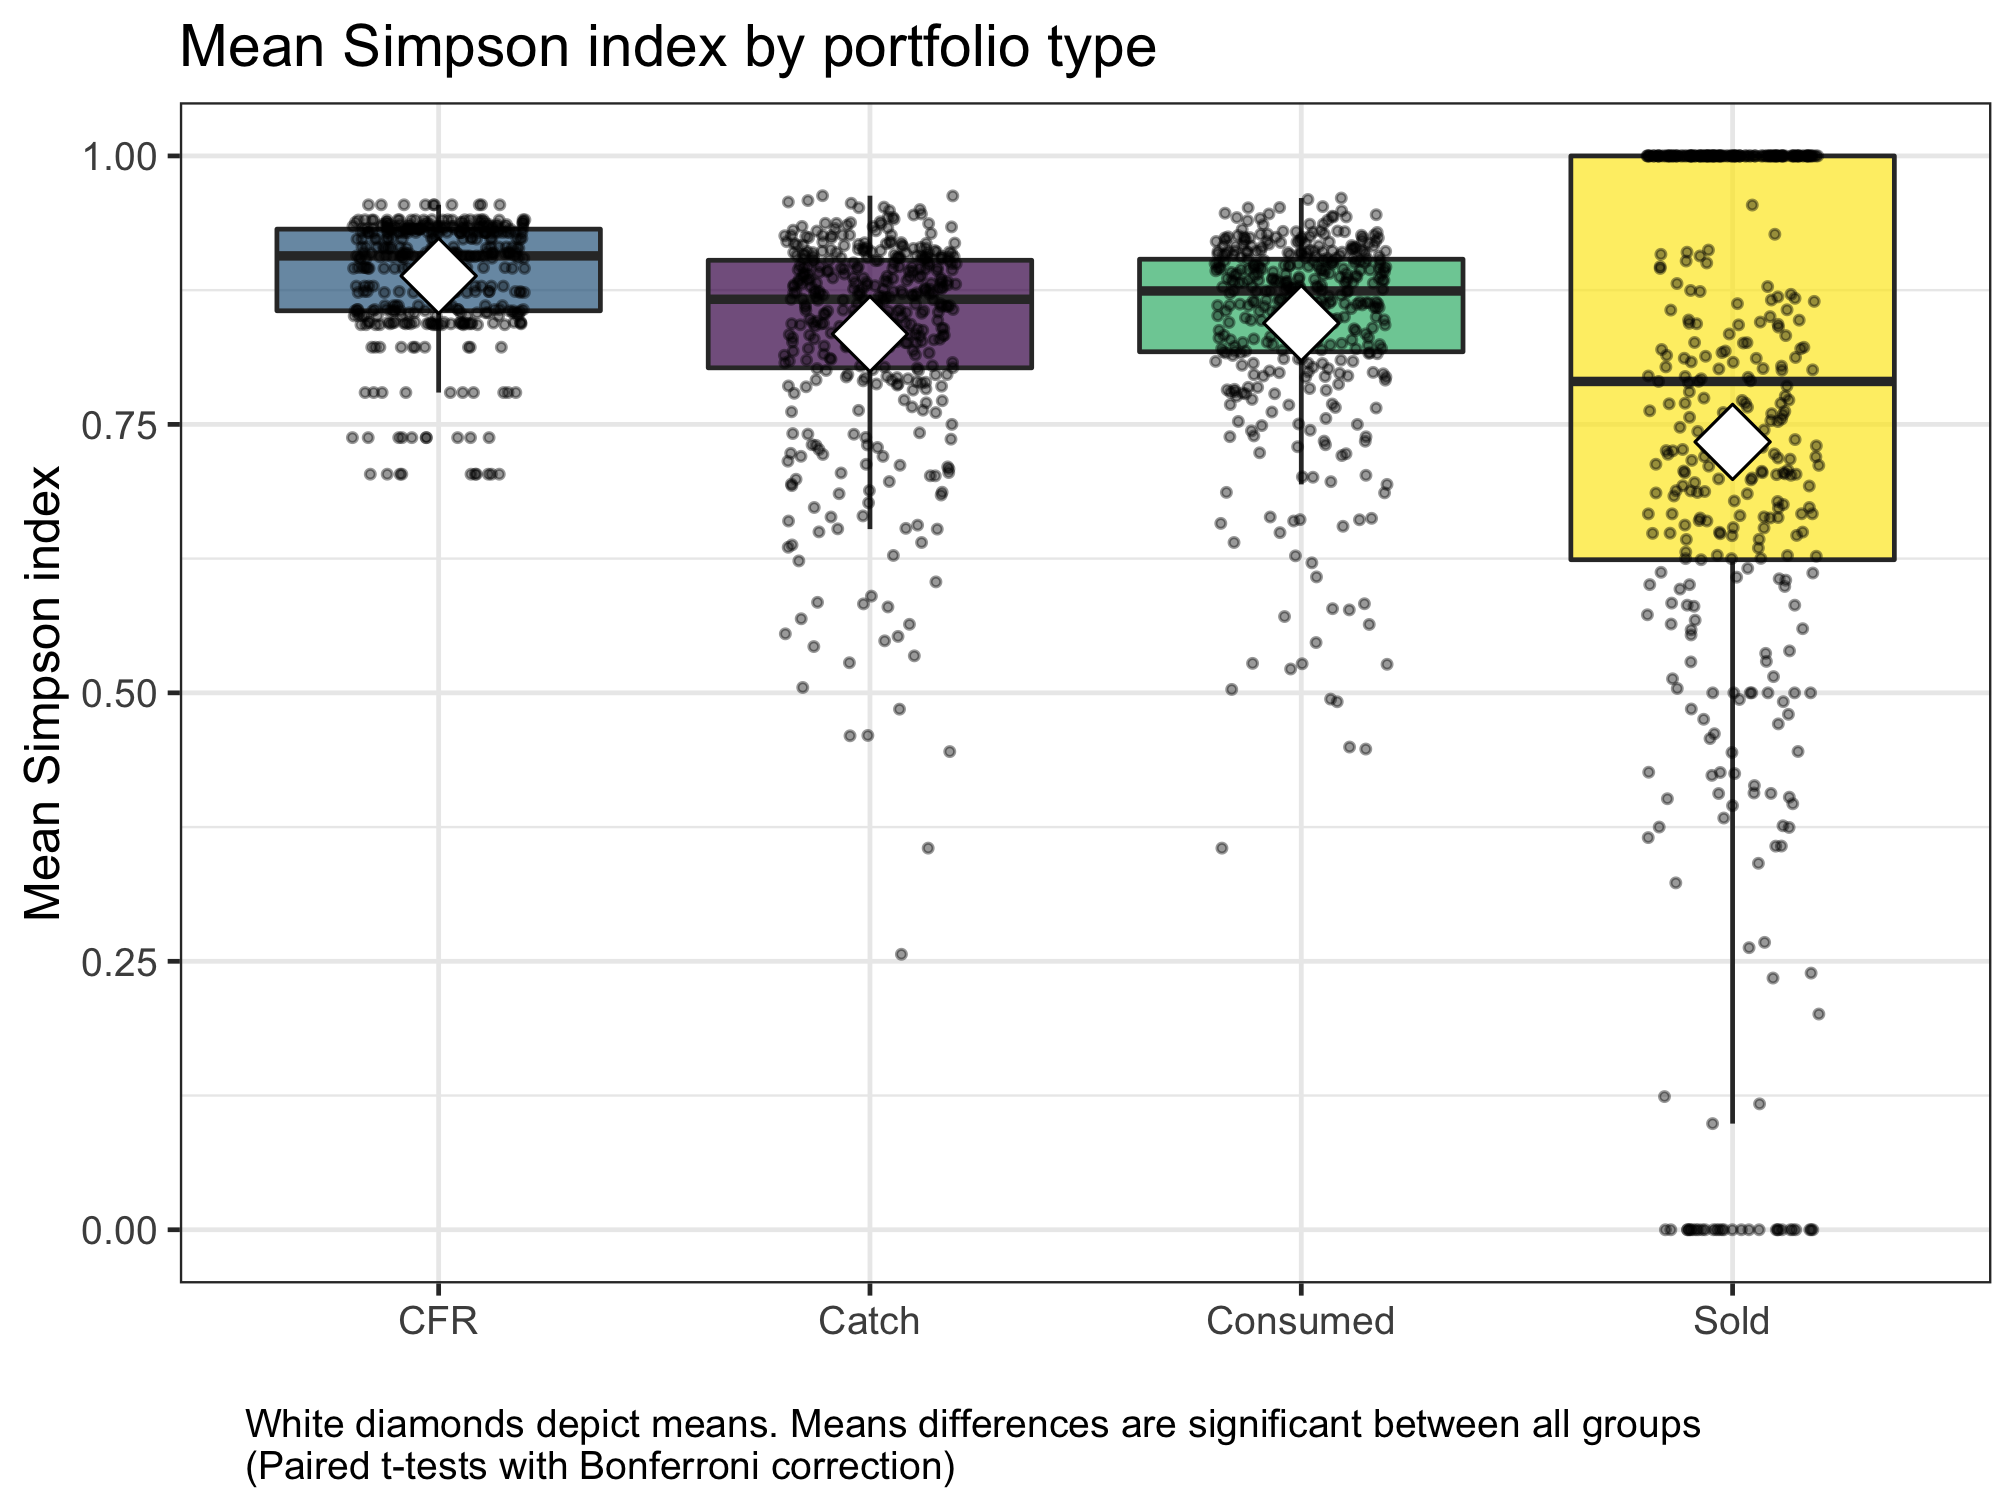 Mean Simpson index by portfolio type
Mean Simpson index
1.00
0.75
0.50
0.25
0.00
CFR
Catch
Consumed
Sold
White diamonds depict means. Means differences are significant between all groups
(Paired t-tests with Bonferroni correction)